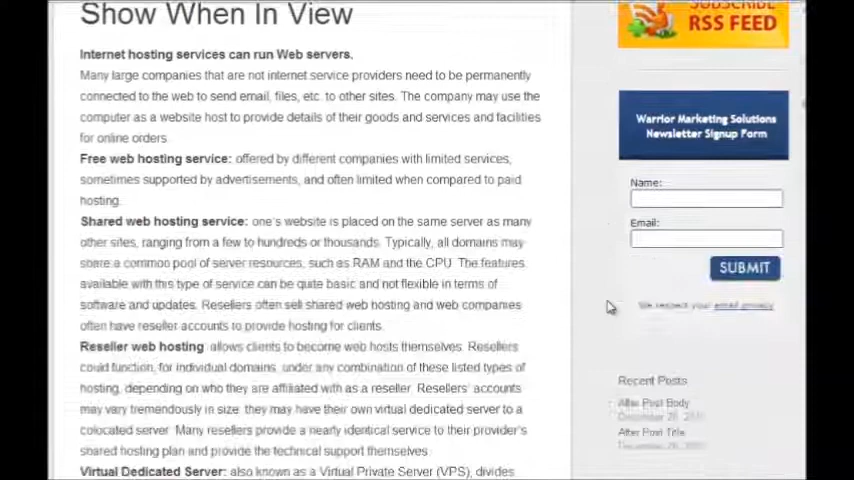 Show When In View
Internet hosting services can run Web servers.
Many large companies that are not internet service providers need to be permanently
connected to the web to send email, files, etc. to other sites. The company may use the
computer as a website host to provide details of their goods and services and facilities
for online orders.
Free web hosting service: offered by different companies with limited services,
sometimes supported by advertisements, and often limited when compared to paid
hosting.
Shared web hosting service: one's website is placed on the same server as many
other sites, ranging from a few to hundreds or thousands. Typically, all domains may
share a common pool of server resources, such as RAM and the CPU. The features
available with this type of service can be quite basic and not flexible in terms of
software and updates. Resellers often sell shared web hosting and web companies
often have reseller accounts to provide hosting for clients.
Reseller web hosting: allows clients to become web hosts themselves. Resellers
could function, for individual domains, under any combination of these listed types of
hosting, depending on who they are affiliated with as a reseller. Resellers' accounts
may vary tremendously in size: they may have their own virtual dedicated server to a
colocated server. Many resellers provide a nearly identical service to their provider's
shared hosting plan and provide the technical support themselves.
Virtual Dedicated Server: also known as a Virtual Private Server (VPS), divides
SUBSCRIBE
RSS FEED
Warrior Marketing Solutions
Newsletter Signup Form
Name:
Email:
SUBMIT
We respect your email privacy
Recent Posts
After Post Body
After Post Title